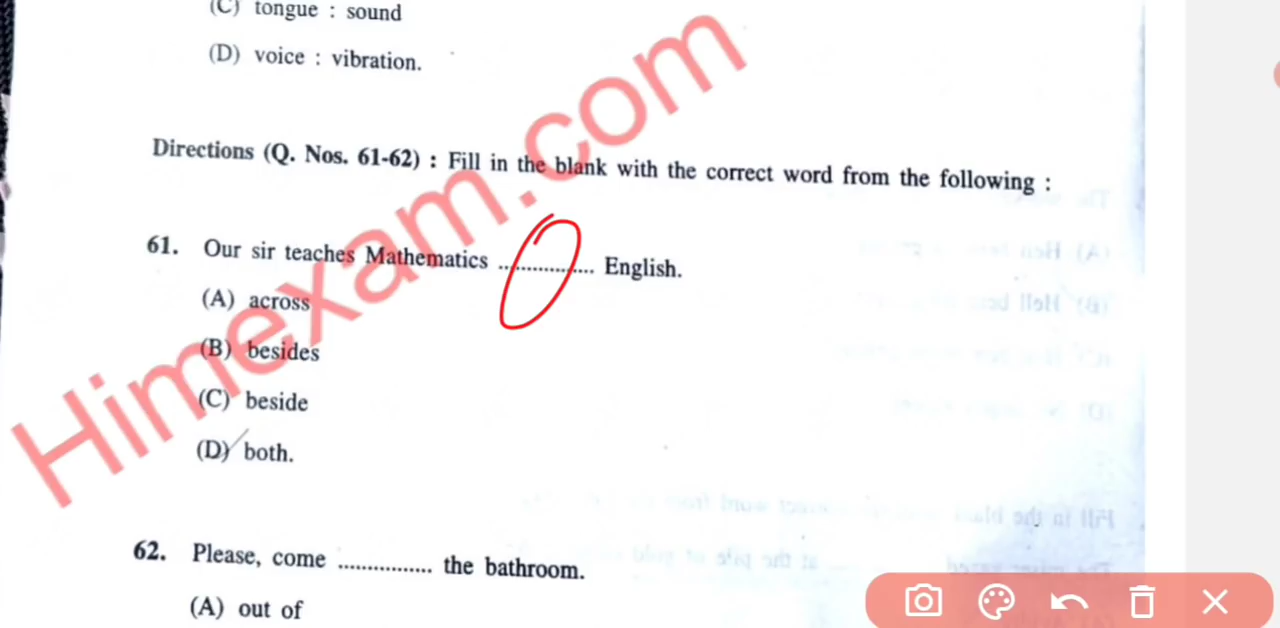 (C) tongue : sound
(D) voice : vibration.
Directions (Q. Nos. 61-62) : Fill in the blank with the correct word from the following :
61. Our sir teaches Mathematics ................ English.
(A) across
(B) besides
(C) beside
(D) both.
62. Please, come ................ the bathroom.
(A) out of
Himexam.com